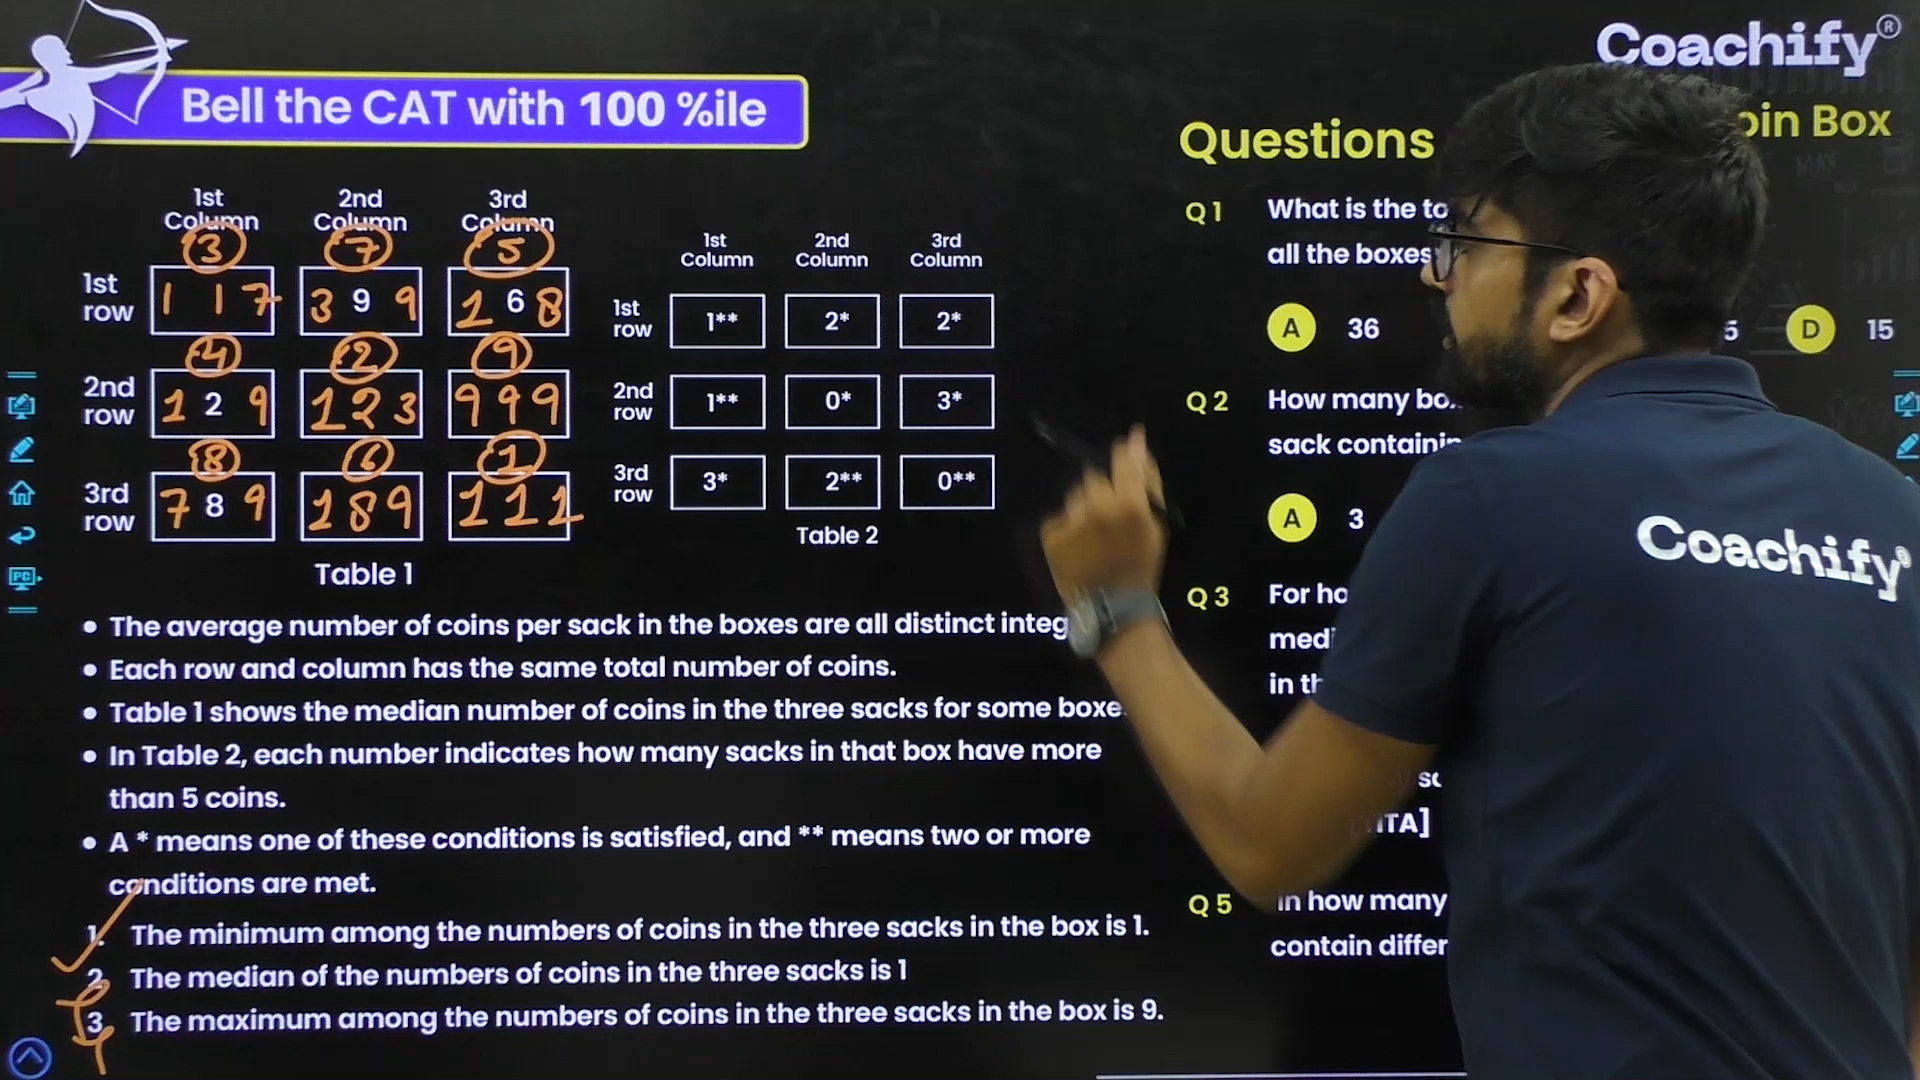 Coachify®
Bell the CAT with 100 %ile
oin Box
Questions
1st Column
2nd Column
3rd Column
3 7 5
1st row
1 1 7
3 9 9
1 6 8
4 2 9
2nd row
1 2 9
1 2 3
9 9 9
8 6 1
3rd row
7 8 9
1 8 9
1 1 1
Table 1
1st Column
2nd Column
3rd Column
1st row
1**
2*
2*
2nd row
1**
0*
3*
3rd row
3*
2**
0**
Table 2
• The average number of coins per sack in the boxes are all distinct integ
• Each row and column has the same total number of coins.
• Table 1 shows the median number of coins in the three sacks for some boxe
• In Table 2, each number indicates how many sacks in that box have more
than 5 coins.
• A * means one of these conditions is satisfied, and ** means two or more
conditions are met.
1. The minimum among the numbers of coins in the three sacks in the box is 1.
2. The median of the numbers of coins in the three sacks is 1
3. The maximum among the numbers of coins in the three sacks in the box is 9.
Q 1 What is the to
all the boxes
A 36
5 D 15
Q 2 How many bo
sack containin
A 3
Q 3 For ho
medi
in th
ITA]
Q 5 In how many
contain differ
Coachify®
PC